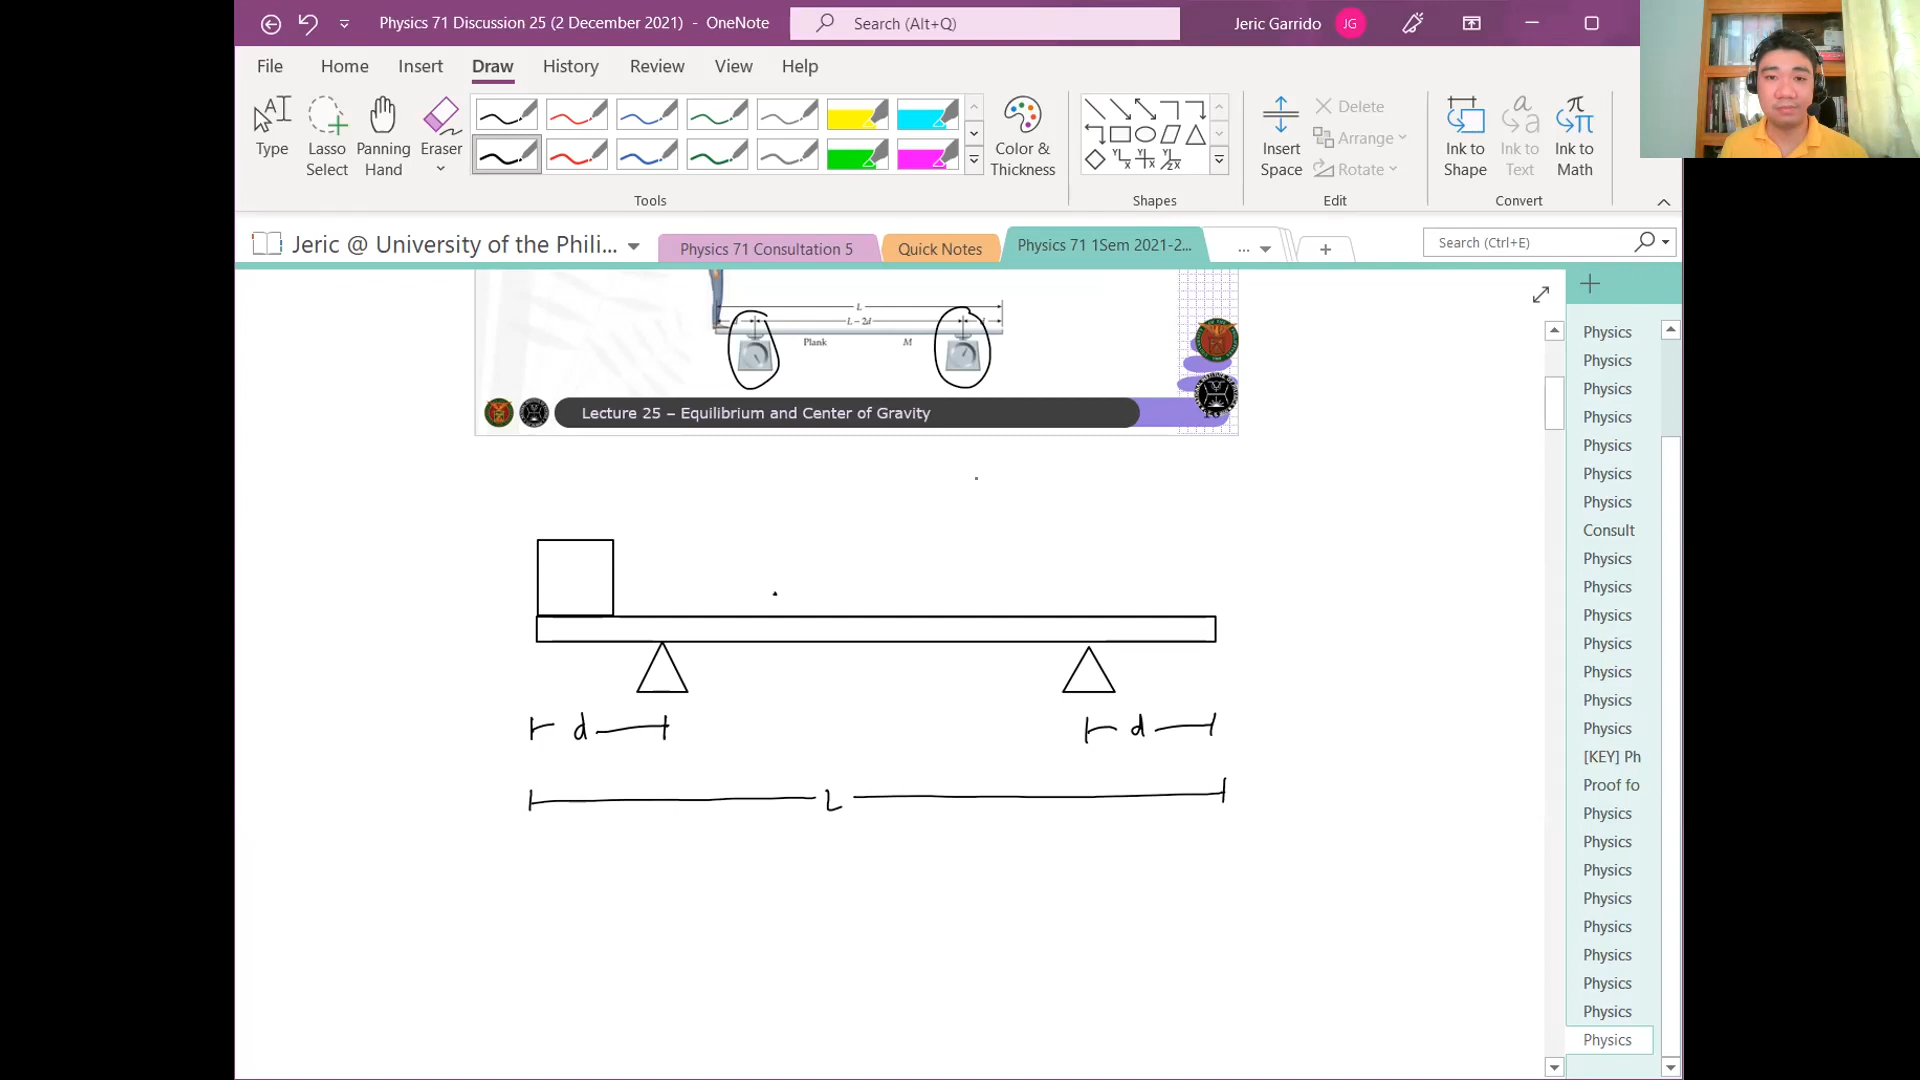 Physics 71 Discussion 25 (2 December 2021) - OneNote
Search (Alt+Q)
Jeric Garrido
JG
File Home Insert Draw History Review View Help
Type
Lasso Select
Panning Hand
Eraser
Color & Thickness
Insert Space
Delete
Arrange
Rotate
Ink to Shape
Ink to Text
Ink to Math
Tools
Shapes
Edit
Convert
Jeric @ University of the Phili...
Physics 71 Consultation 5
Quick Notes
Physics 71 1Sem 2021-2...
...
Search (Ctrl+E)
L
d L – 2d
Plank M
Lecture 25 – Equilibrium and Center of Gravity
d d
L
Physics
Physics
Physics
Physics
Physics
Physics
Physics
Consult
Physics
Physics
Physics
Physics
Physics
Physics
Physics
[KEY] Ph
Proof fo
Physics
Physics
Physics
Physics
Physics
Physics
Physics
Physics
Physics